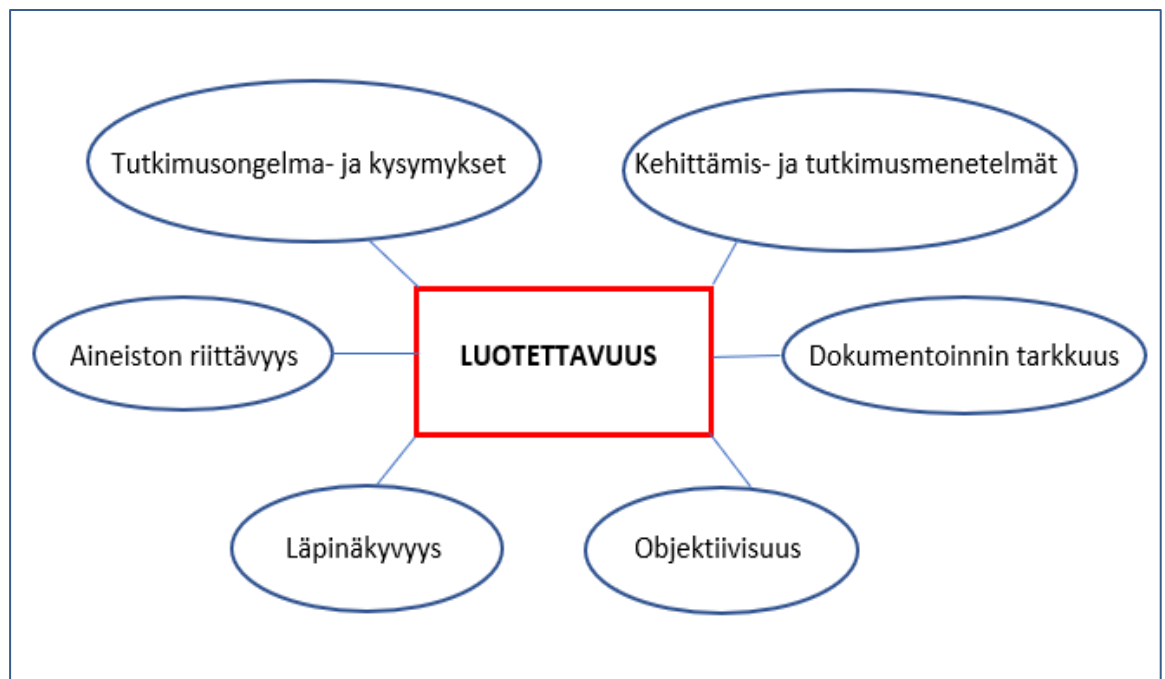 Tutkimusongelma- ja kysymykset
Kehittämis- ja tutkimusmenetelmät
Aineiston riittävyys
LUOTETTAVUUS
Dokumentoinnin tarkkuus
Läpinäkyvyys
Objektiivisuus